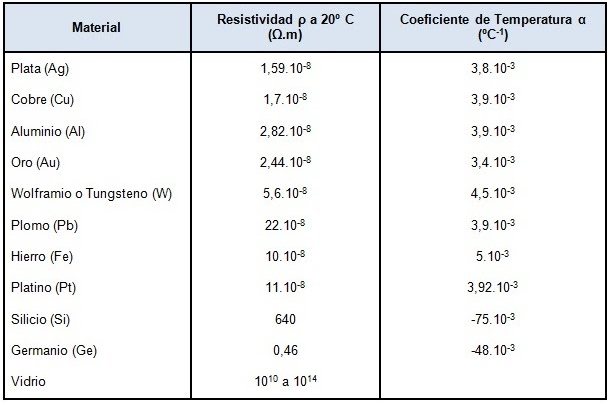 Material Resistividad ρ a 20º C (Ω.m) Coeficiente de Temperatura α (ºC⁻¹)
Plata (Ag) 1,59.10⁻⁸ 3,8.10⁻³
Cobre (Cu) 1,7.10⁻⁸ 3,9.10⁻³
Aluminio (Al) 2,82.10⁻⁸ 3,9.10⁻³
Oro (Au) 2,44.10⁻⁸ 3,4.10⁻³
Wolframio o Tungsteno (W) 5,6.10⁻⁸ 4,5.10⁻³
Plomo (Pb) 22.10⁻⁸ 3,9.10⁻³
Hierro (Fe) 10.10⁻⁸ 5.10⁻³
Platino (Pt) 11.10⁻⁸ 3,92.10⁻³
Silicio (Si) 640 -75.10⁻³
Germanio (Ge) 0,46 -48.10⁻³
Vidrio 10¹⁰ a 10¹⁴